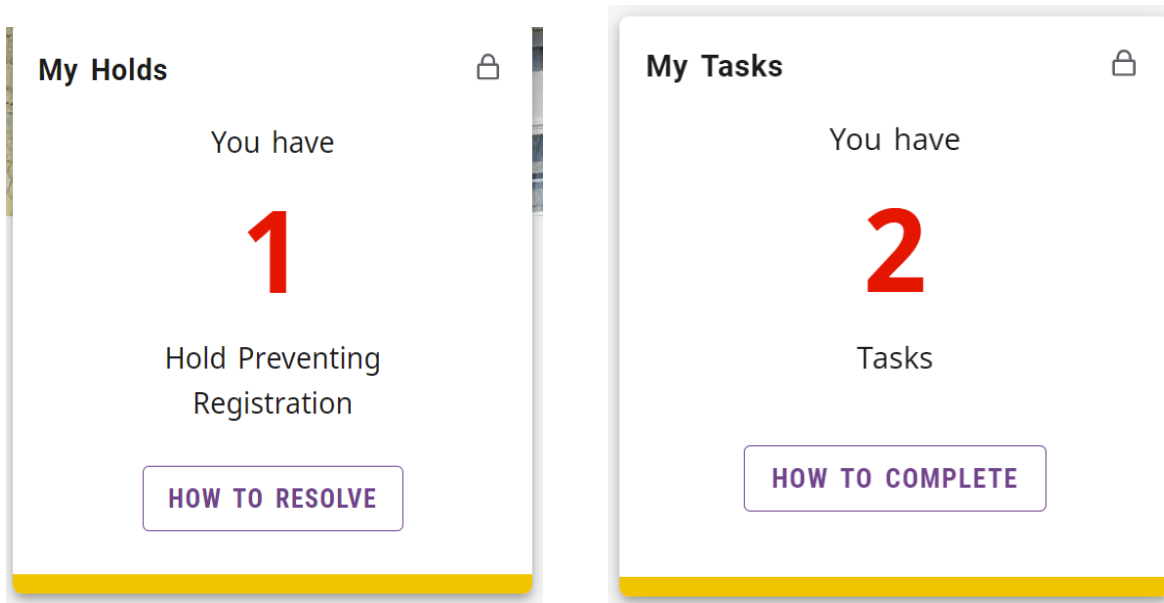 My Holds
You have
1
Hold Preventing
Registration
HOW TO RESOLVE
My Tasks
You have
2
Tasks
HOW TO COMPLETE